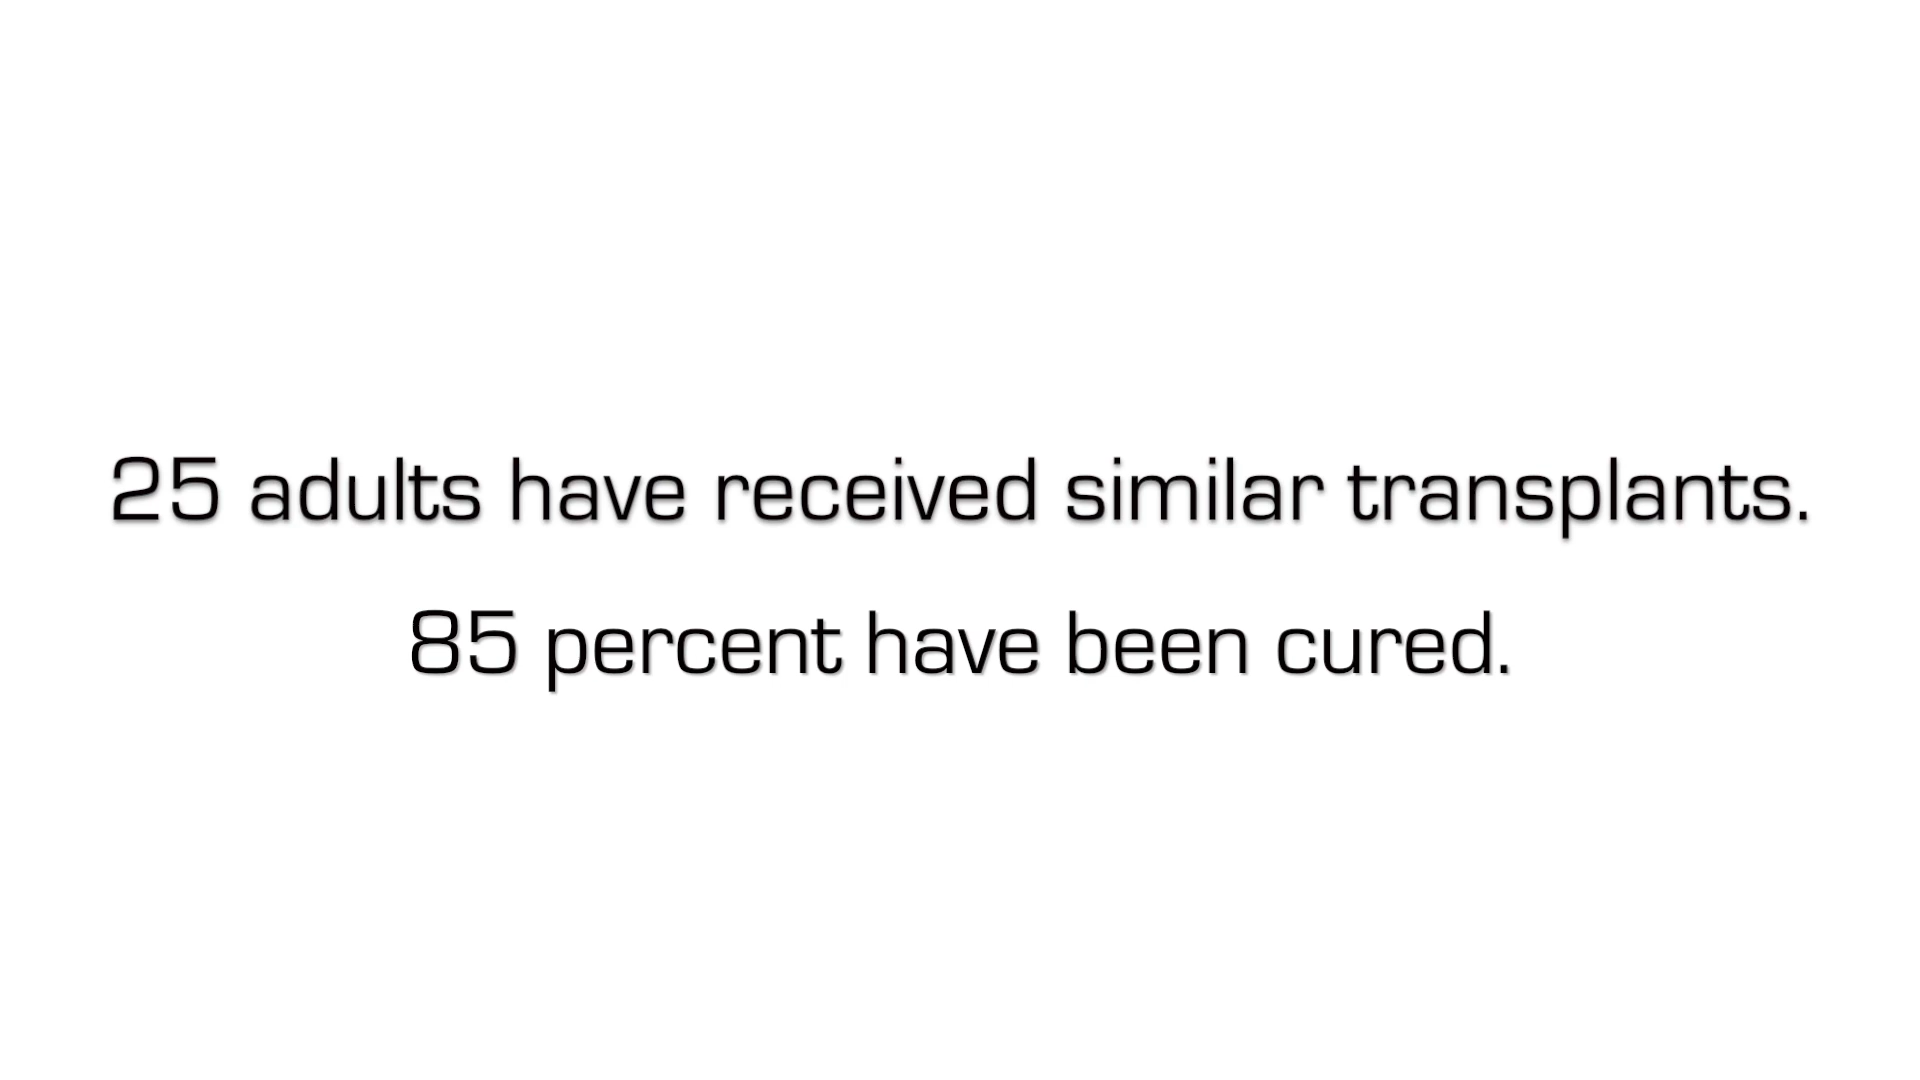 25 adults have received similar transplants.
85 percent have been cured.